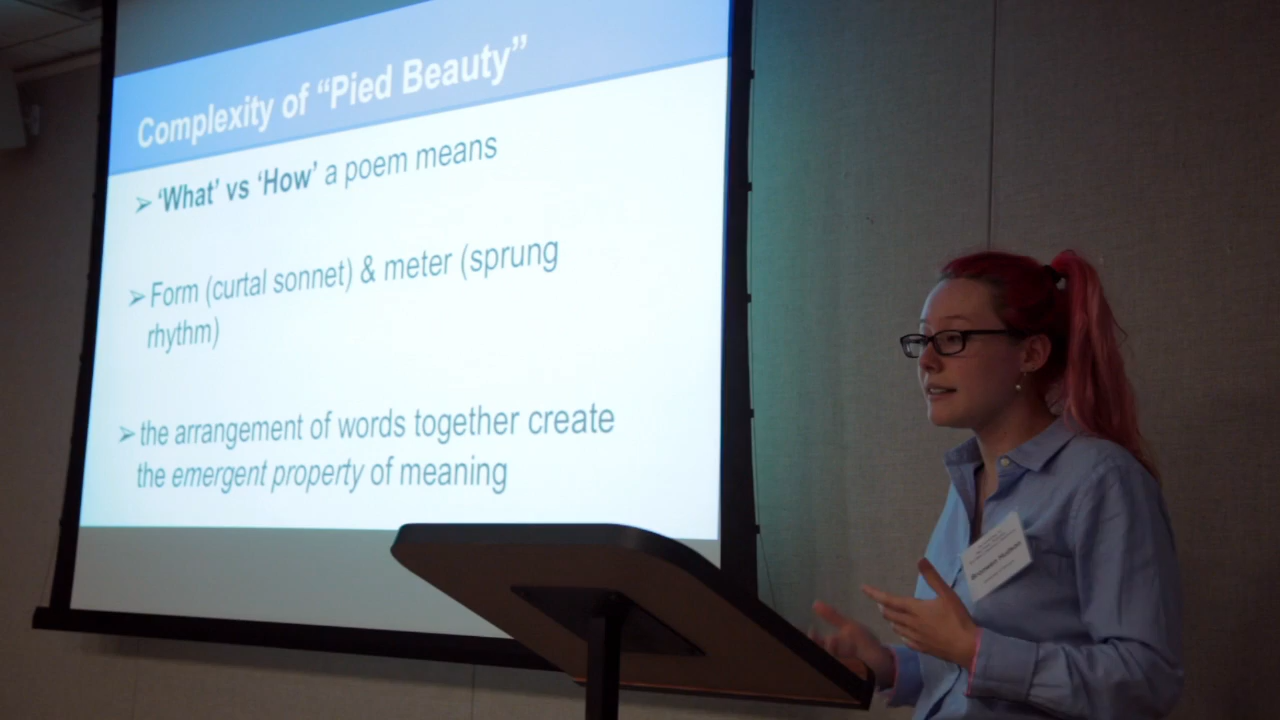 Complexity of “Pied Beauty”
➢ ‘What’ vs ‘How’ a poem means
➢ Form (curtal sonnet) & meter (sprung
rhythm)
➢ the arrangement of words together create
the emergent property of meaning